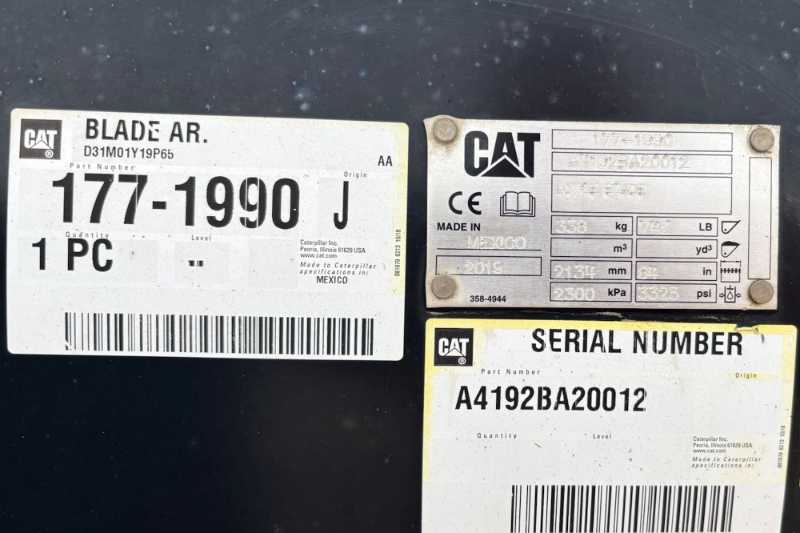 CAT
BLADE AR.
D31M01Y19P65
AA
Part Number
Origin
177-1990 J
Quantity
Level
1 PC
Caterpillar Inc.
Peoria, Illinois 61629 USA
www.cat.com
Made to Caterpillar
specifications in:
MEXICO
CAT
177-1990
A4192BA20012
MADE IN
MEXICO
2019
kg
LB
m³
yd³
2134 mm
84 in
2300 kPa
psi
358-4944
CAT
SERIAL NUMBER
Part Number
Origin
A4192BA20012
Quantity
Level
Caterpillar Inc.
Peoria, Illinois 61629 USA
www.cat.com
Made to Caterpillar
specifications in: